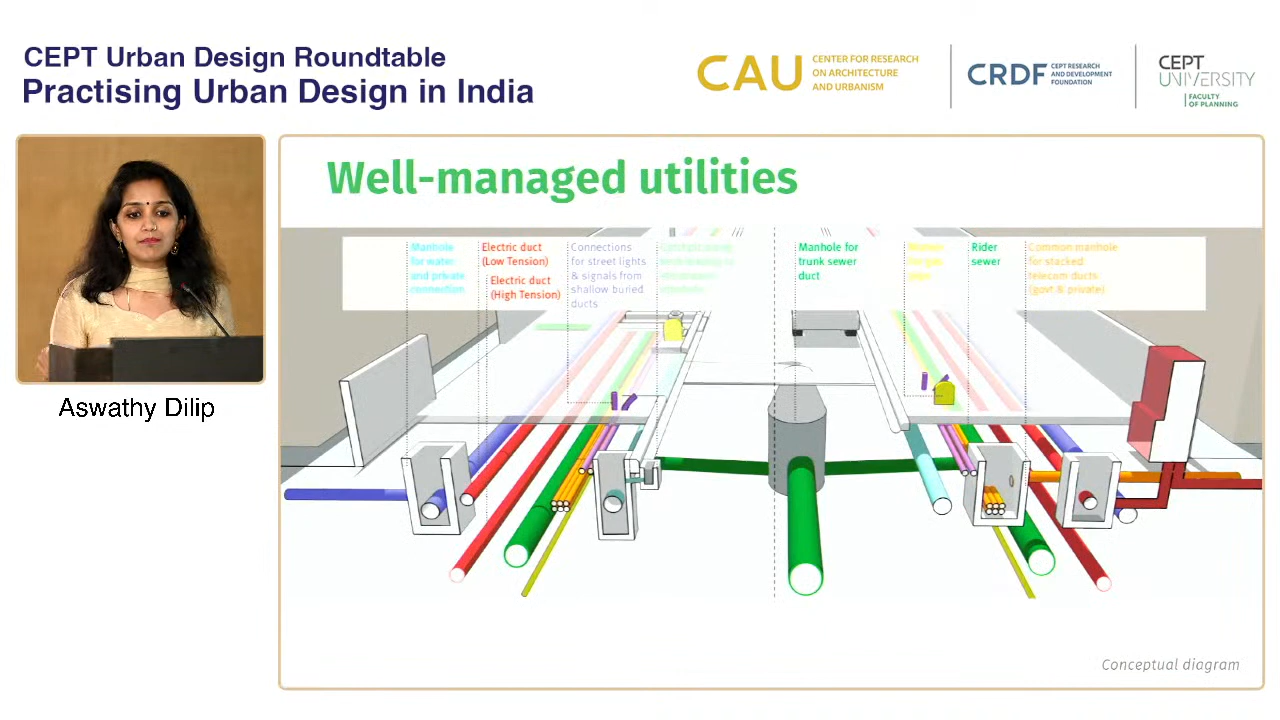 CEPT Urban Design Roundtable
Practising Urban Design in India
CAU
CENTER FOR RESEARCH
ON ARCHITECTURE
AND URBANISM
CRDF
CEPT RESEARCH
AND DEVELOPMENT
FOUNDATION
CEPT
UNIVERSITY
FACULTY
OF PLANNING
Aswathy Dilip
Well-managed utilities
Manhole
for water
and private
connection
Electric duct
(Low Tension)
Electric duct
(High Tension)
Connections
for street lights
& signals from
shallow buried
ducts
Manhole for
trunk sewer
duct
Rider
sewer
Common manhole
for stacked
telecom ducts
(govt & private)
Conceptual diagram